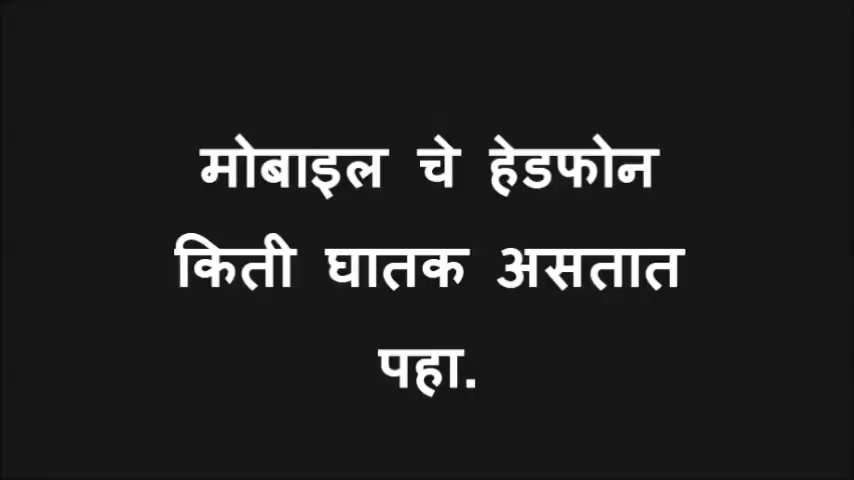 मोबाइल चे हेडफोन
किती घातक असतात
पहा.